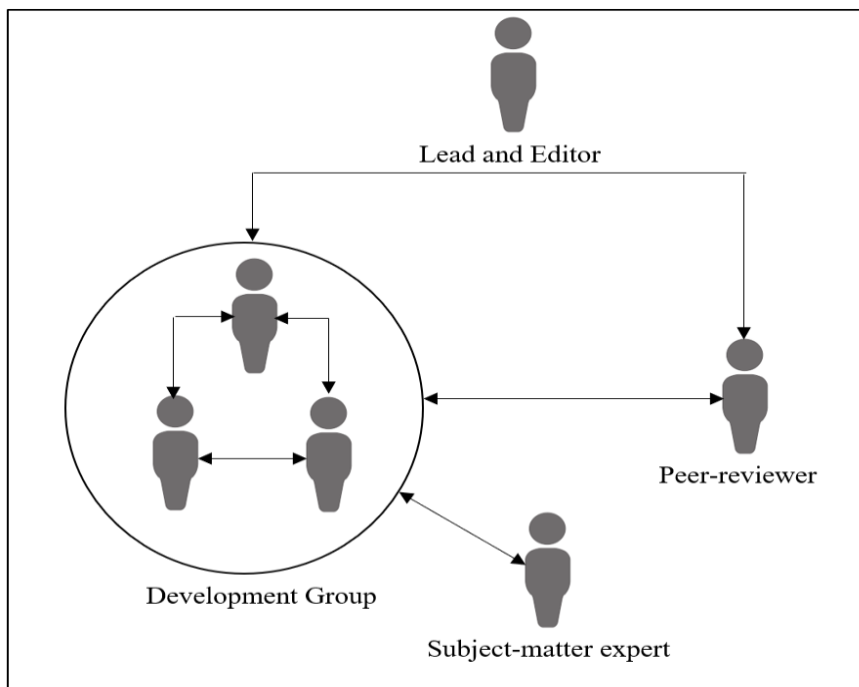 Lead and Editor
Peer-reviewer
Development Group
Subject-matter expert